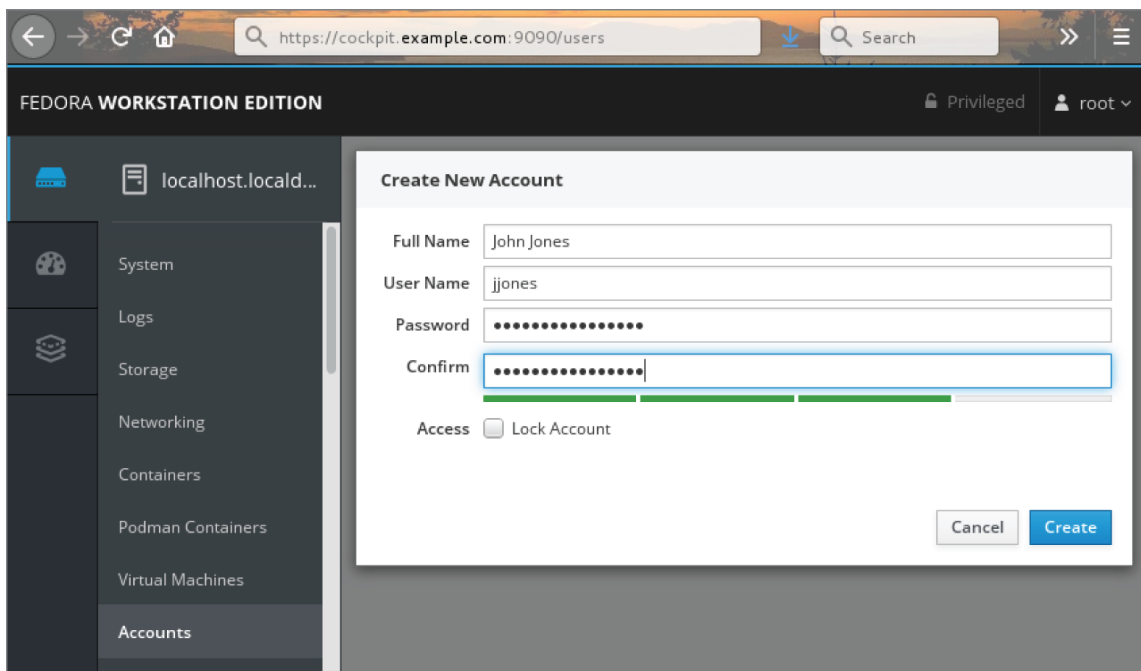 https://cockpit.example.com:9090/users
Search
FEDORA WORKSTATION EDITION
Privileged
root
localhost.locald...
System
Logs
Storage
Networking
Containers
Podman Containers
Virtual Machines
Accounts
Create New Account
Full Name John Jones
User Name jjones
Password ••••••••••••••••
Confirm ••••••••••••••••
Access Lock Account
Cancel Create